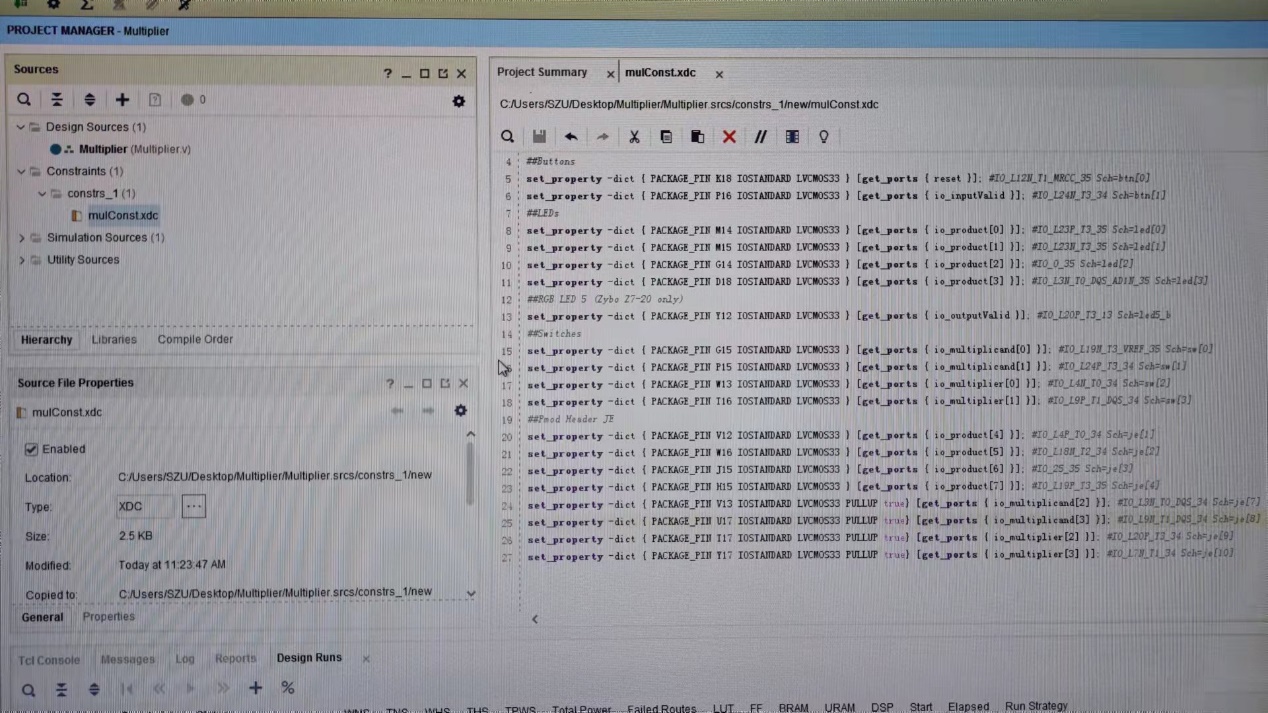 PROJECT MANAGER - Multiplier
Sources
? _
0
Design Sources (1)
Multiplier (Multiplier.v)
Constraints (1)
constrs_1 (1)
mulConst.xdc
Simulation Sources (1)
Utility Sources
Hierarchy Libraries Compile Order
Source File Properties
mulConst.xdc
Enabled
Location: C:/Users/SZU/Desktop/Multiplier/Multiplier.srcs/constrs_1/new
Type: XDC
Size: 2.5 KB
Modified: Today at 11:23:47 AM
Copied to: C:/Users/SZU/Desktop/Multiplier/Multiplier.srcs/constrs_1/new
General Properties
Project Summary × mulConst.xdc ×
C:/Users/SZU/Desktop/Multiplier/Multiplier.srcs/constrs_1/new/mulConst.xdc
4 ##Buttons
5 set_property -dict { PACKAGE_PIN K18 IOSTANDARD LVCMOS33 } [get_ports { reset }]; #IO_L12N_T1_MRCC_35 Sch=btn[0]
6 set_property -dict { PACKAGE_PIN P16 IOSTANDARD LVCMOS33 } [get_ports { io_inputValid }]; #IO_L24N_T3_34 Sch=btn[1]
7 ##LEDs
8 set_property -dict { PACKAGE_PIN M14 IOSTANDARD LVCMOS33 } [get_ports { io_product[0] }]; #IO_L23P_T3_35 Sch=led[0]
9 set_property -dict { PACKAGE_PIN M15 IOSTANDARD LVCMOS33 } [get_ports { io_product[1] }]; #IO_L23N_T3_35 Sch=led[1]
10 set_property -dict { PACKAGE_PIN G14 IOSTANDARD LVCMOS33 } [get_ports { io_product[2] }]; #IO_0_35 Sch=led[2]
11 set_property -dict { PACKAGE_PIN D18 IOSTANDARD LVCMOS33 } [get_ports { io_product[3] }]; #IO_L3N_T0_DQS_AD1N_35 Sch=led[3]
12 ##RGB LED 5 (Zybo Z7-20 only)
13 set_property -dict { PACKAGE_PIN Y12 IOSTANDARD LVCMOS33 } [get_ports { io_outputValid }]; #IO_L20P_T3_13 Sch=led5_b
14 ##Switches
15 set_property -dict { PACKAGE_PIN G15 IOSTANDARD LVCMOS33 } [get_ports { io_multiplicand[0] }]; #IO_L19N_T3_VREF_35 Sch=sw[0]
set_property -dict { PACKAGE_PIN P15 IOSTANDARD LVCMOS33 } [get_ports { io_multiplicand[1] }]; #IO_L24P_T3_34 Sch=sw[1]
17 set_property -dict { PACKAGE_PIN W13 IOSTANDARD LVCMOS33 } [get_ports { io_multiplier[0] }]; #IO_L4N_T0_34 Sch=sw[2]
18 set_property -dict { PACKAGE_PIN T16 IOSTANDARD LVCMOS33 } [get_ports { io_multiplier[1] }]; #IO_L9P_T1_DQS_34 Sch=sw[3]
19 ##Pmod Header JE
20 set_property -dict { PACKAGE_PIN V12 IOSTANDARD LVCMOS33 } [get_ports { io_product[4] }]; #IO_L4P_T0_34 Sch=je[1]
21 set_property -dict { PACKAGE_PIN W16 IOSTANDARD LVCMOS33 } [get_ports { io_product[5] }]; #IO_L18N_T2_34 Sch=je[2]
22 set_property -dict { PACKAGE_PIN J15 IOSTANDARD LVCMOS33 } [get_ports { io_product[6] }]; #IO_25_35 Sch=je[3]
23 set_property -dict { PACKAGE_PIN H15 IOSTANDARD LVCMOS33 } [get_ports { io_product[7] }]; #IO_L19P_T3_35 Sch=je[4]
24 set_property -dict { PACKAGE_PIN V13 IOSTANDARD LVCMOS33 PULLUP true} [get_ports { io_multiplicand[2] }]; #IO_L3N_T0_DQS_34 Sch=je[7]
25 set_property -dict { PACKAGE_PIN U17 IOSTANDARD LVCMOS33 PULLUP true} [get_ports { io_multiplicand[3] }]; #IO_L9N_T1_DQS_34 Sch=je[8]
26 set_property -dict { PACKAGE_PIN T17 IOSTANDARD LVCMOS33 PULLUP true} [get_ports { io_multiplier[2] }]; #IO_L20P_T3_34 Sch=je[9]
27 set_property -dict { PACKAGE_PIN Y17 IOSTANDARD LVCMOS33 PULLUP true} [get_ports { io_multiplier[3] }]; #IO_L7N_T1_34 Sch=je[10]
Tcl Console Messages Log Reports Design Runs ×
WNS TNS WHS THS TPWS Total Power Failed Routes LUT FF BRAM URAM DSP Start Elapsed Run Strategy